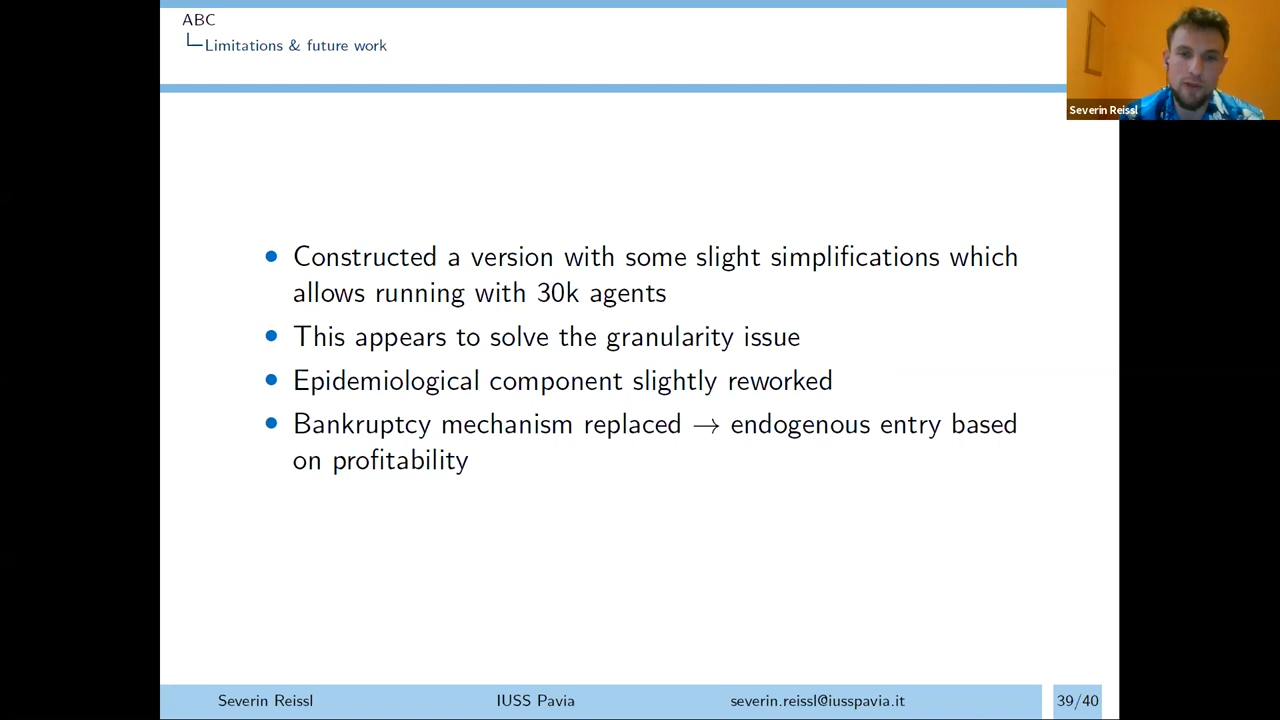 ABC
Limitations & future work
Severin Reissl
• Constructed a version with some slight simplifications which
allows running with 30k agents
• This appears to solve the granularity issue
• Epidemiological component slightly reworked
• Bankruptcy mechanism replaced → endogenous entry based
on profitability
Severin Reissl IUSS Pavia severin.reissl@iusspavia.it 39/40